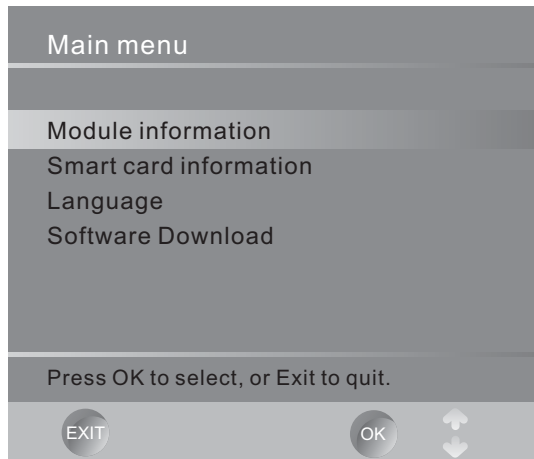 Main menu
Module information
Smart card information
Language
Software Download
Press OK to select, or Exit to quit.
EXIT OK